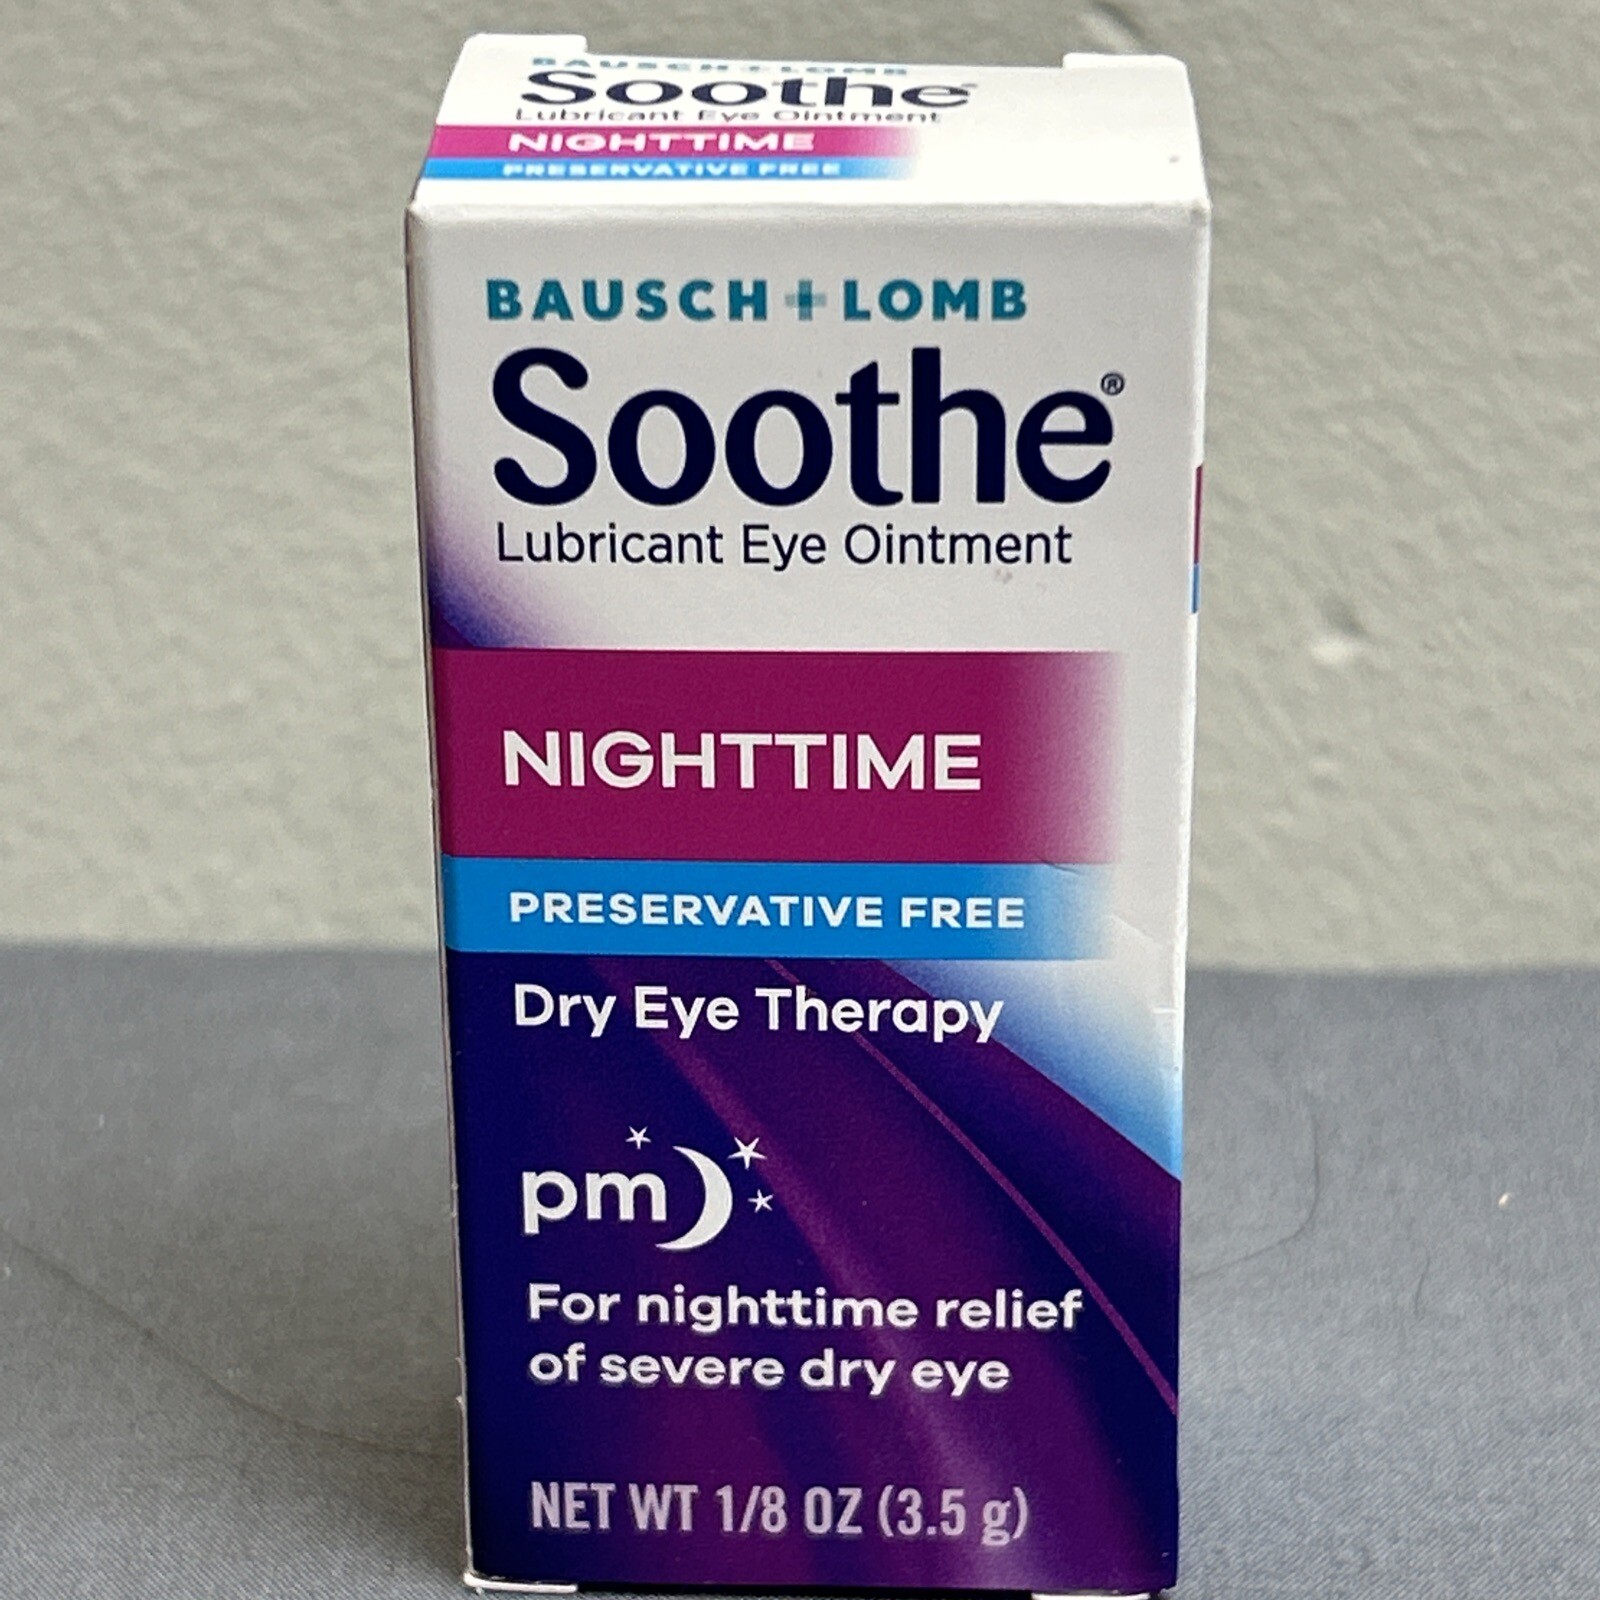 BAUSCH + LOMB
Soothe®
Lubricant Eye Ointment
NIGHTTIME
PRESERVATIVE FREE
BAUSCH + LOMB
Soothe®
Lubricant Eye Ointment
NIGHTTIME
PRESERVATIVE FREE
Dry Eye Therapy
pm
For nighttime relief
of severe dry eye
NET WT 1/8 OZ (3.5 g)